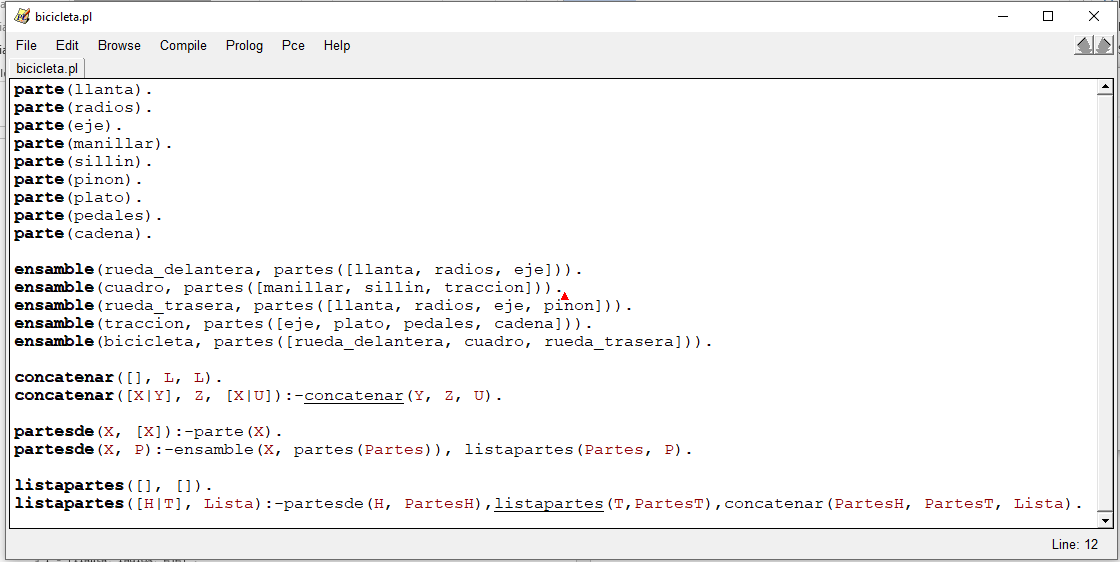 bicicleta.pl
File Edit Browse Compile Prolog Pce Help
bicicleta.pl
parte(llanta).
parte(radios).
parte(eje).
parte(manillar).
parte(sillin).
parte(pinon).
parte(plato).
parte(pedales).
parte(cadena).
ensamble(rueda_delantera, partes([llanta, radios, eje])).
ensamble(cuadro, partes([manillar, sillin, traccion])).
ensamble(rueda_trasera, partes([llanta, radios, eje, pinon])).
ensamble(traccion, partes([eje, plato, pedales, cadena])).
ensamble(bicicleta, partes([rueda_delantera, cuadro, rueda_trasera])).
concatenar([], L, L).
concatenar([X|Y], Z, [X|U]):-concatenar(Y, Z, U).
partesde(X, [X]):-parte(X).
partesde(X, P):-ensamble(X, partes(Partes)), listapartes(Partes, P).
listapartes([], []).
listapartes([H|T], Lista):-partesde(H, PartesH),listapartes(T,PartesT),concatenar(PartesH, PartesT, Lista).
Line: 12